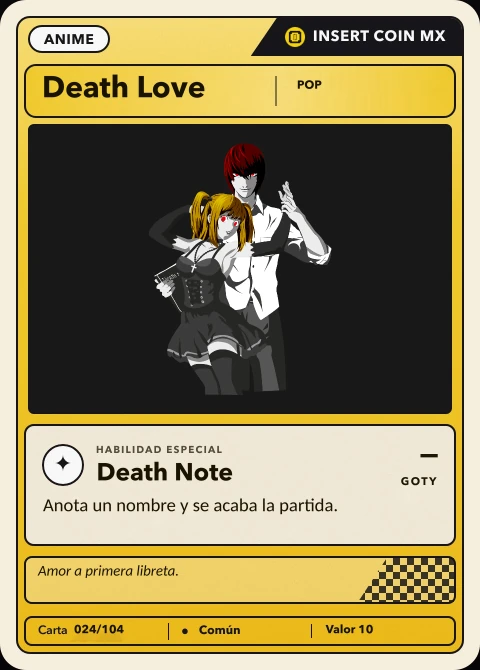 ANIME
INSERT COIN MX
Death Love
POP
HABILIDAD ESPECIAL
Death Note
—
GOTY
Anota un nombre y se acaba la partida.
Amor a primera libreta.
Carta 024/104
• Común
Valor 10